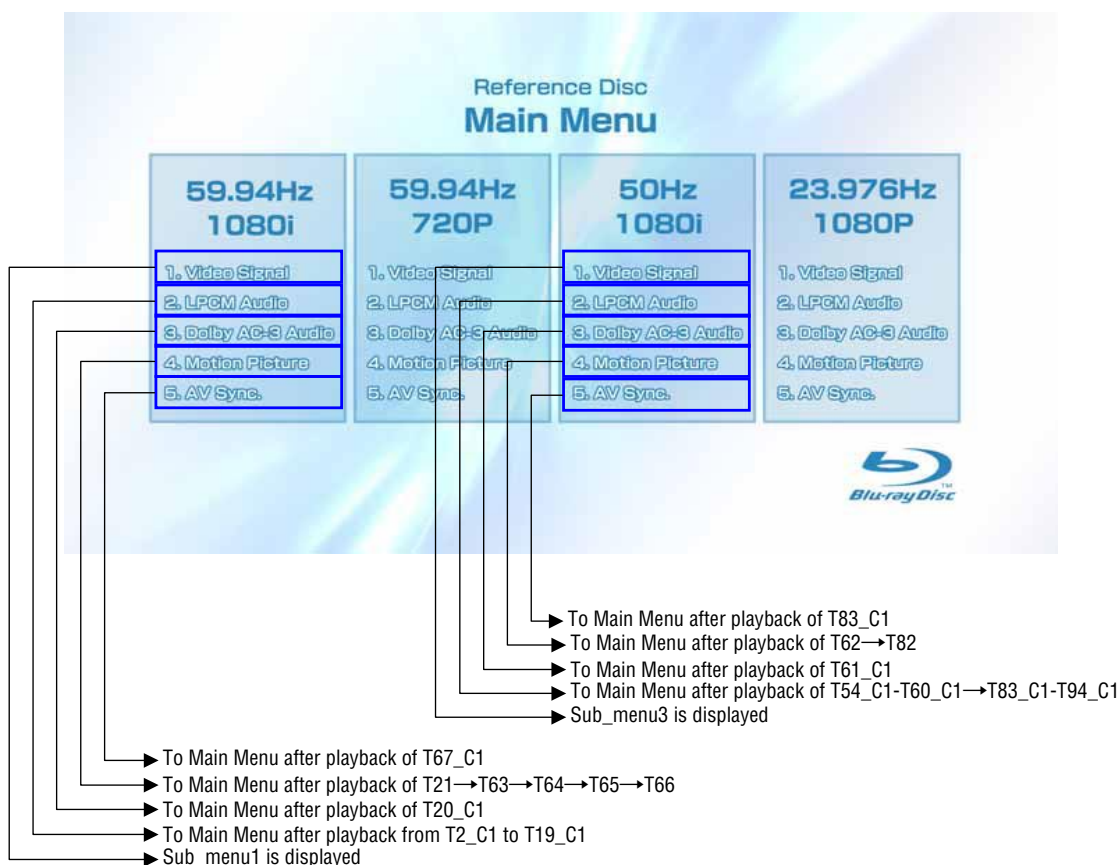 Reference Disc
Main Menu
59.94Hz
1080i
1. Video Signal
2. LPCM Audio
3. Dolby AC-3 Audio
4. Motion Picture
5. AV Sync.
59.94Hz
720P
1. Video Signal
2. LPCM Audio
3. Dolby AC-3 Audio
4. Motion Picture
5. AV Sync.
50Hz
1080i
1. Video Signal
2. LPCM Audio
3. Dolby AC-3 Audio
4. Motion Picture
5. AV Sync.
23.976Hz
1080P
1. Video Signal
2. LPCM Audio
3. Dolby AC-3 Audio
4. Motion Picture
5. AV Sync.
Blu-ray Disc™
To Main Menu after playback of T83_C1
To Main Menu after playback of T62→T82
To Main Menu after playback of T61_C1
To Main Menu after playback of T54_C1-T60_C1→T83_C1-T94_C1
Sub_menu3 is displayed
To Main Menu after playback of T67_C1
To Main Menu after playback of T21→T63→T64→T65→T66
To Main Menu after playback of T20_C1
To Main Menu after playback from T2_C1 to T19_C1
Sub_menu1 is displayed